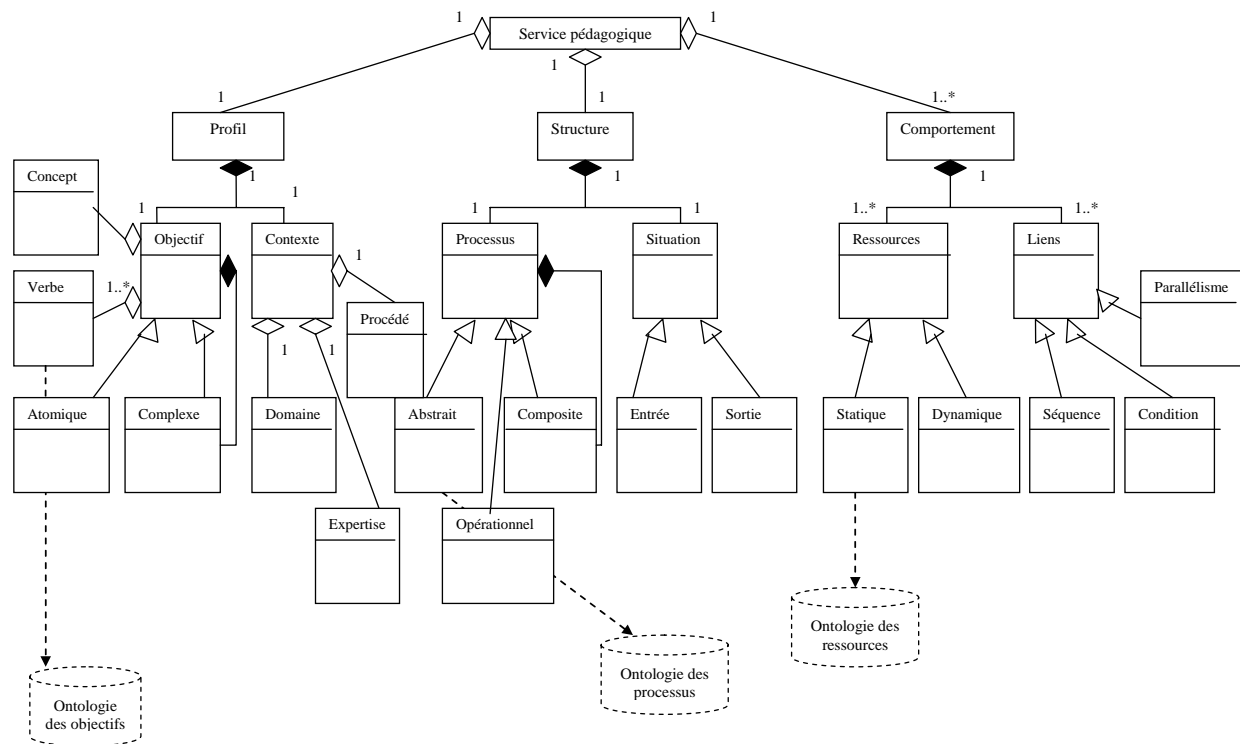 1
Service pédagogique
1
1
1
1
1..*
Profil
Structure
Comportement
1
1
1
Concept
1
1
1
1
1..*
1..*
Objectif
Contexte
Processus
Situation
Ressources
Liens
1
Verbe
1..*
Parallélisme
Procédé
1
1
Atomique
Complexe
Domaine
Abstrait
Composite
Entrée
Sortie
Statique
Dynamique
Séquence
Condition
Expertise
Opérationnel
Ontologie des
ressources
Ontologie des
processus
Ontologie
des objectifs